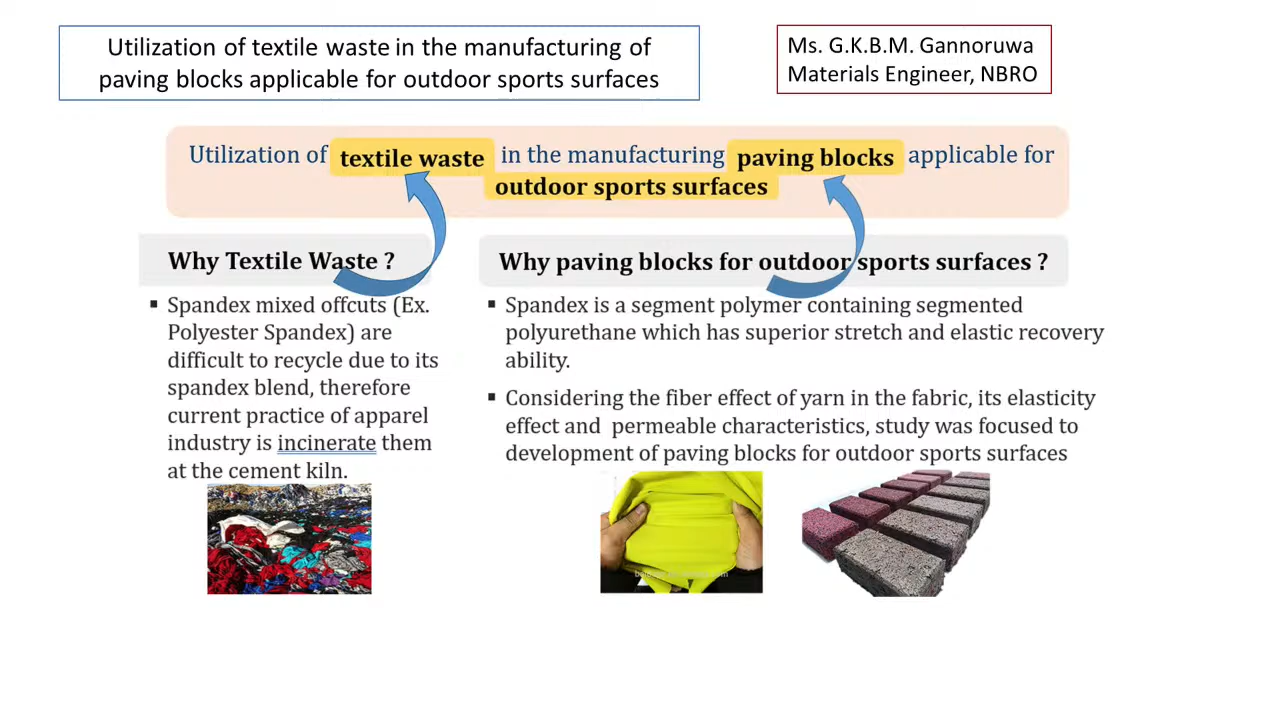 Utilization of textile waste in the manufacturing of
paving blocks applicable for outdoor sports surfaces
Ms. G.K.B.M. Gannoruwa
Materials Engineer, NBRO
Utilization of textile waste in the manufacturing paving blocks applicable for
outdoor sports surfaces
Why Textile Waste ?
▪ Spandex mixed offcuts (Ex.
Polyester Spandex) are
difficult to recycle due to its
spandex blend, therefore
current practice of apparel
industry is incinerate them
at the cement kiln.
Why paving blocks for outdoor sports surfaces ?
▪ Spandex is a segment polymer containing segmented
polyurethane which has superior stretch and elastic recovery
ability.
▪ Considering the fiber effect of yarn in the fabric, its elasticity
effect and permeable characteristics, study was focused to
development of paving blocks for outdoor sports surfaces